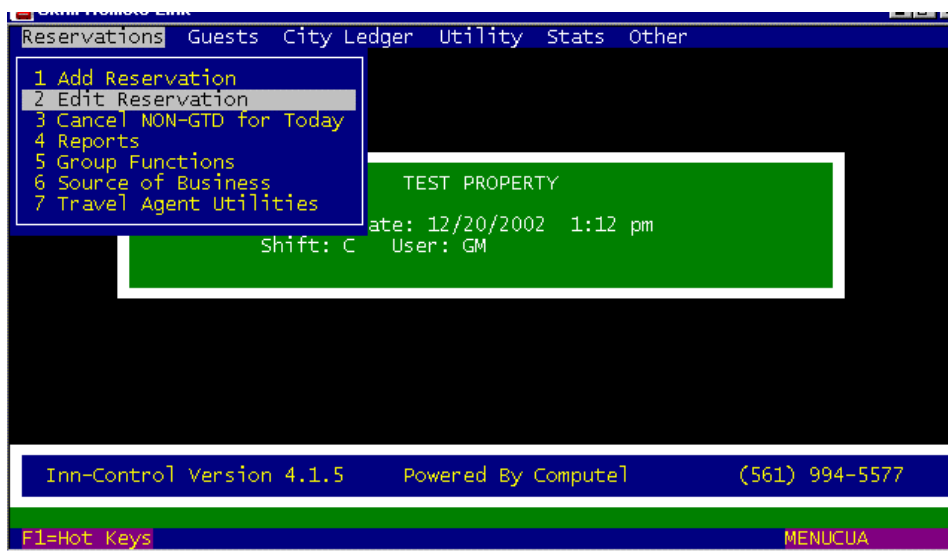 Reservations Guests City Ledger Utility Stats Other
1 Add Reservation
2 Edit Reservation
3 Cancel NON-GTD for Today
4 Reports
5 Group Functions
6 Source of Business
7 Travel Agent Utilities
TEST PROPERTY
ate: 12/20/2002 1:12 pm
Shift: C User: GM
Inn-Control Version 4.1.5 Powered By Computel (561) 994-5577
F1=Hot Keys MENUCUA